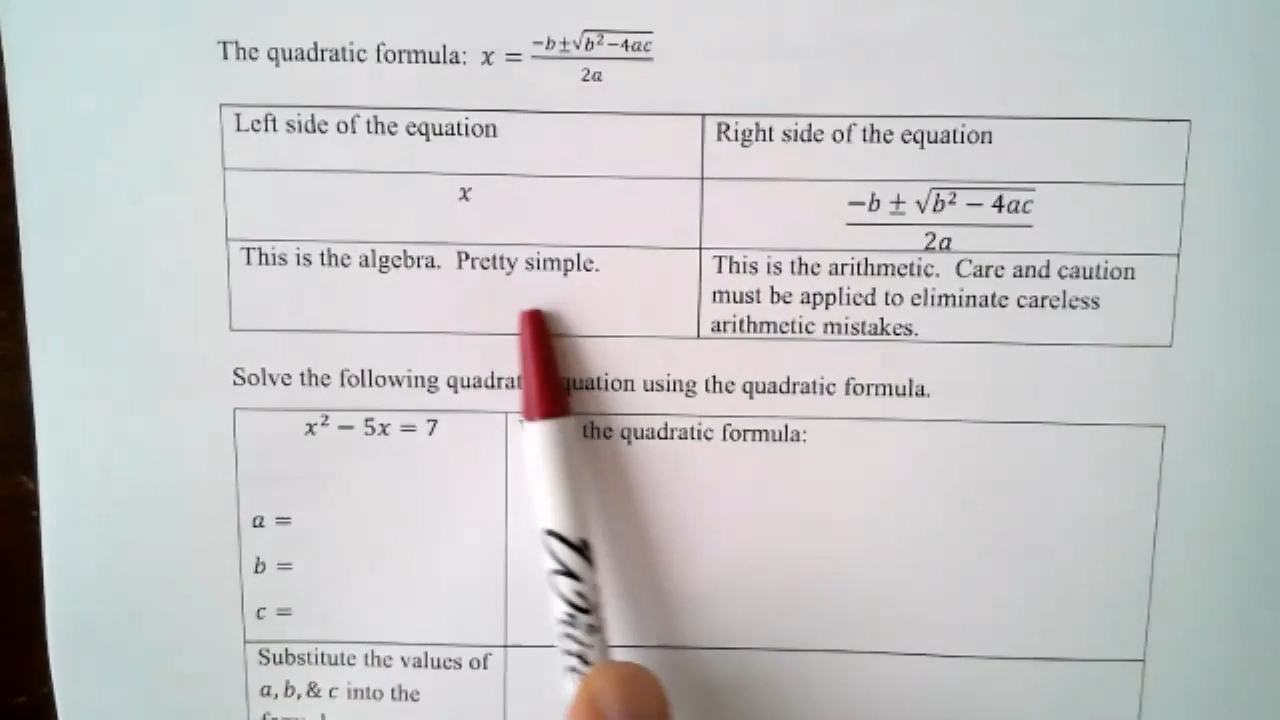 The quadratic formula: x = (-b±√(b²-4ac))/(2a)
Left side of the equation
Right side of the equation
x
(-b ± √(b² - 4ac))/(2a)
This is the algebra. Pretty simple.
This is the arithmetic. Care and caution
must be applied to eliminate careless
arithmetic mistakes.
Solve the following using the quadratic formula.
x² - 5x = 7
the quadratic formula:
a =
b =
c =
Substitute the values of
a, b, & c into the